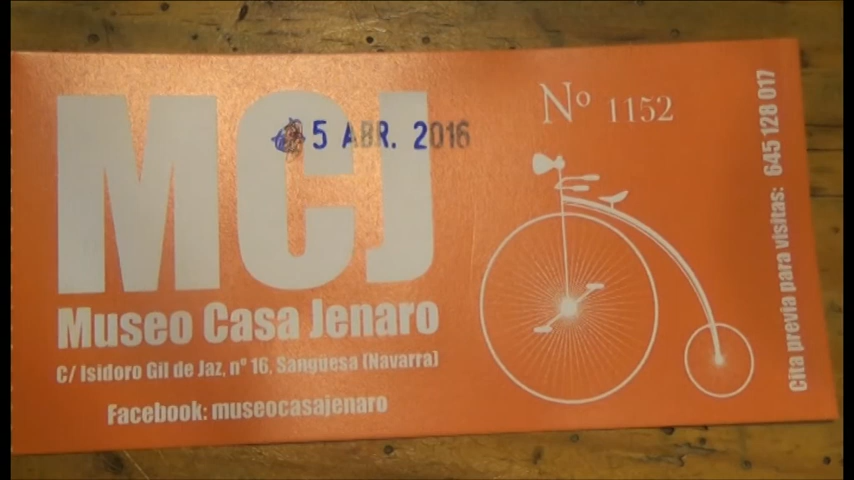 MCJ
5 ABR. 2016
Museo Casa Jenaro
C/ Isidoro Gil de Jaz, nº 16, Sangüesa (Navarra)
Facebook: museocasajenaro
Nº 1152
Cita previa para visitas: 645 128 017